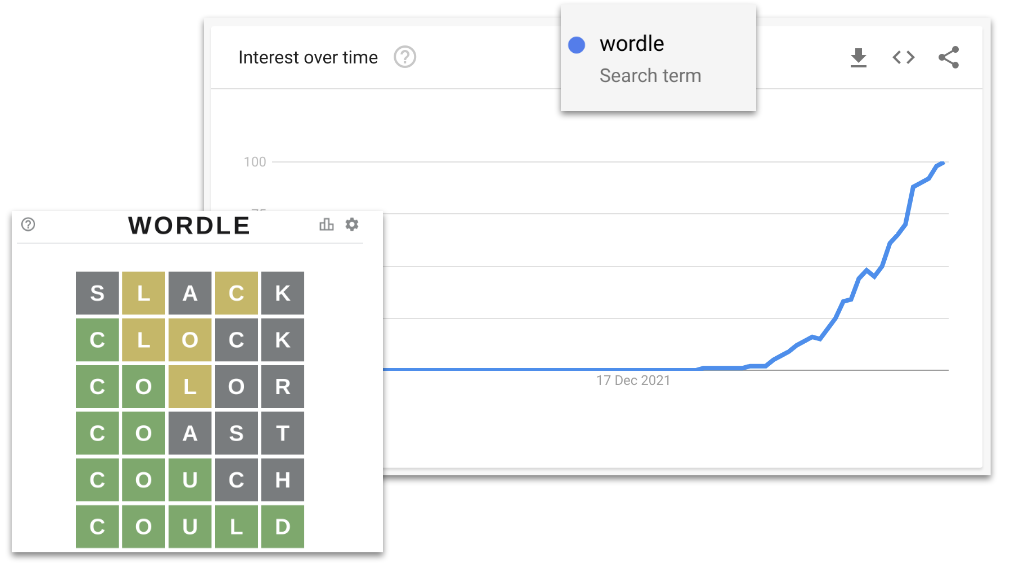 wordle
Search term
Interest over time ?
100
17 Dec 2021
? WORDLE
S L A C K
C L O C K
C O L O R
C O A S T
C O U C H
C O U L D